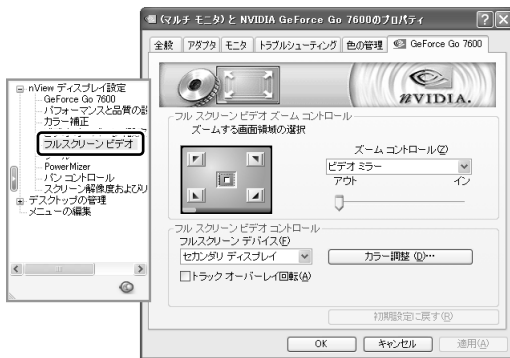 (マルチ モニタ)と NVIDIA GeForce Go 7600のプロパティ
全般 アダプタ モニタ トラブルシューティング 色の管理 GeForce Go 7600
nView ディスプレイ設定
GeForce Go 7600
パフォーマンスと品質の
カラー補正
フルスクリーン ビデオ
PowerMizer
パン コントロール
スクリーン解像度および
デスクトップの管理
メニューの編集
NVIDIA.
フル スクリーン ビデオ ズーム コントロール
ズームする画面領域の選択
ズーム コントロール(Z)
ビデオ ミラー
アウト イン
フル スクリーン ビデオ コントロール
フルスクリーン デバイス(F)
セカンダリ ディスプレイ
カラー調整 (D)…
トラック オーバーレイ回転(A)
初期設定に戻す(R)
OK キャンセル 適用(A)